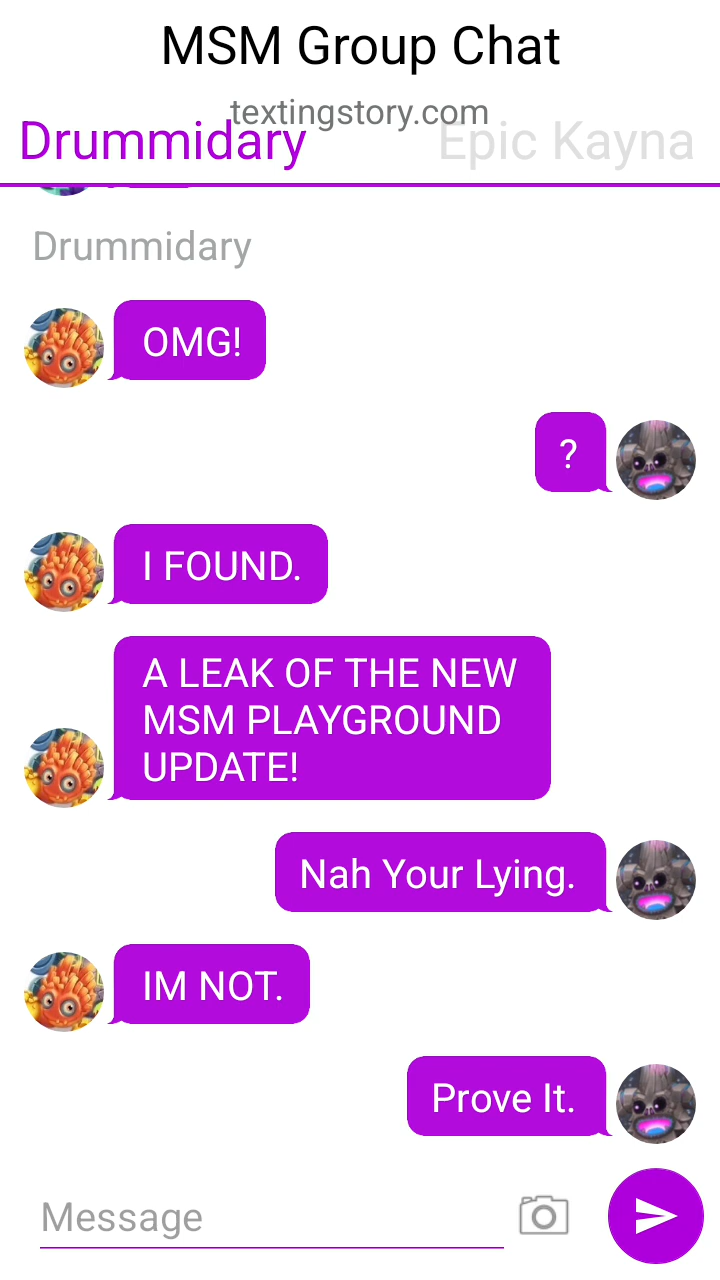 MSM Group Chat
textingstory.com
Drummidary
Epic Kayna
Drummidary
OMG!
?
I FOUND.
A LEAK OF THE NEW
MSM PLAYGROUND
UPDATE!
Nah Your Lying.
IM NOT.
Prove It.
Message